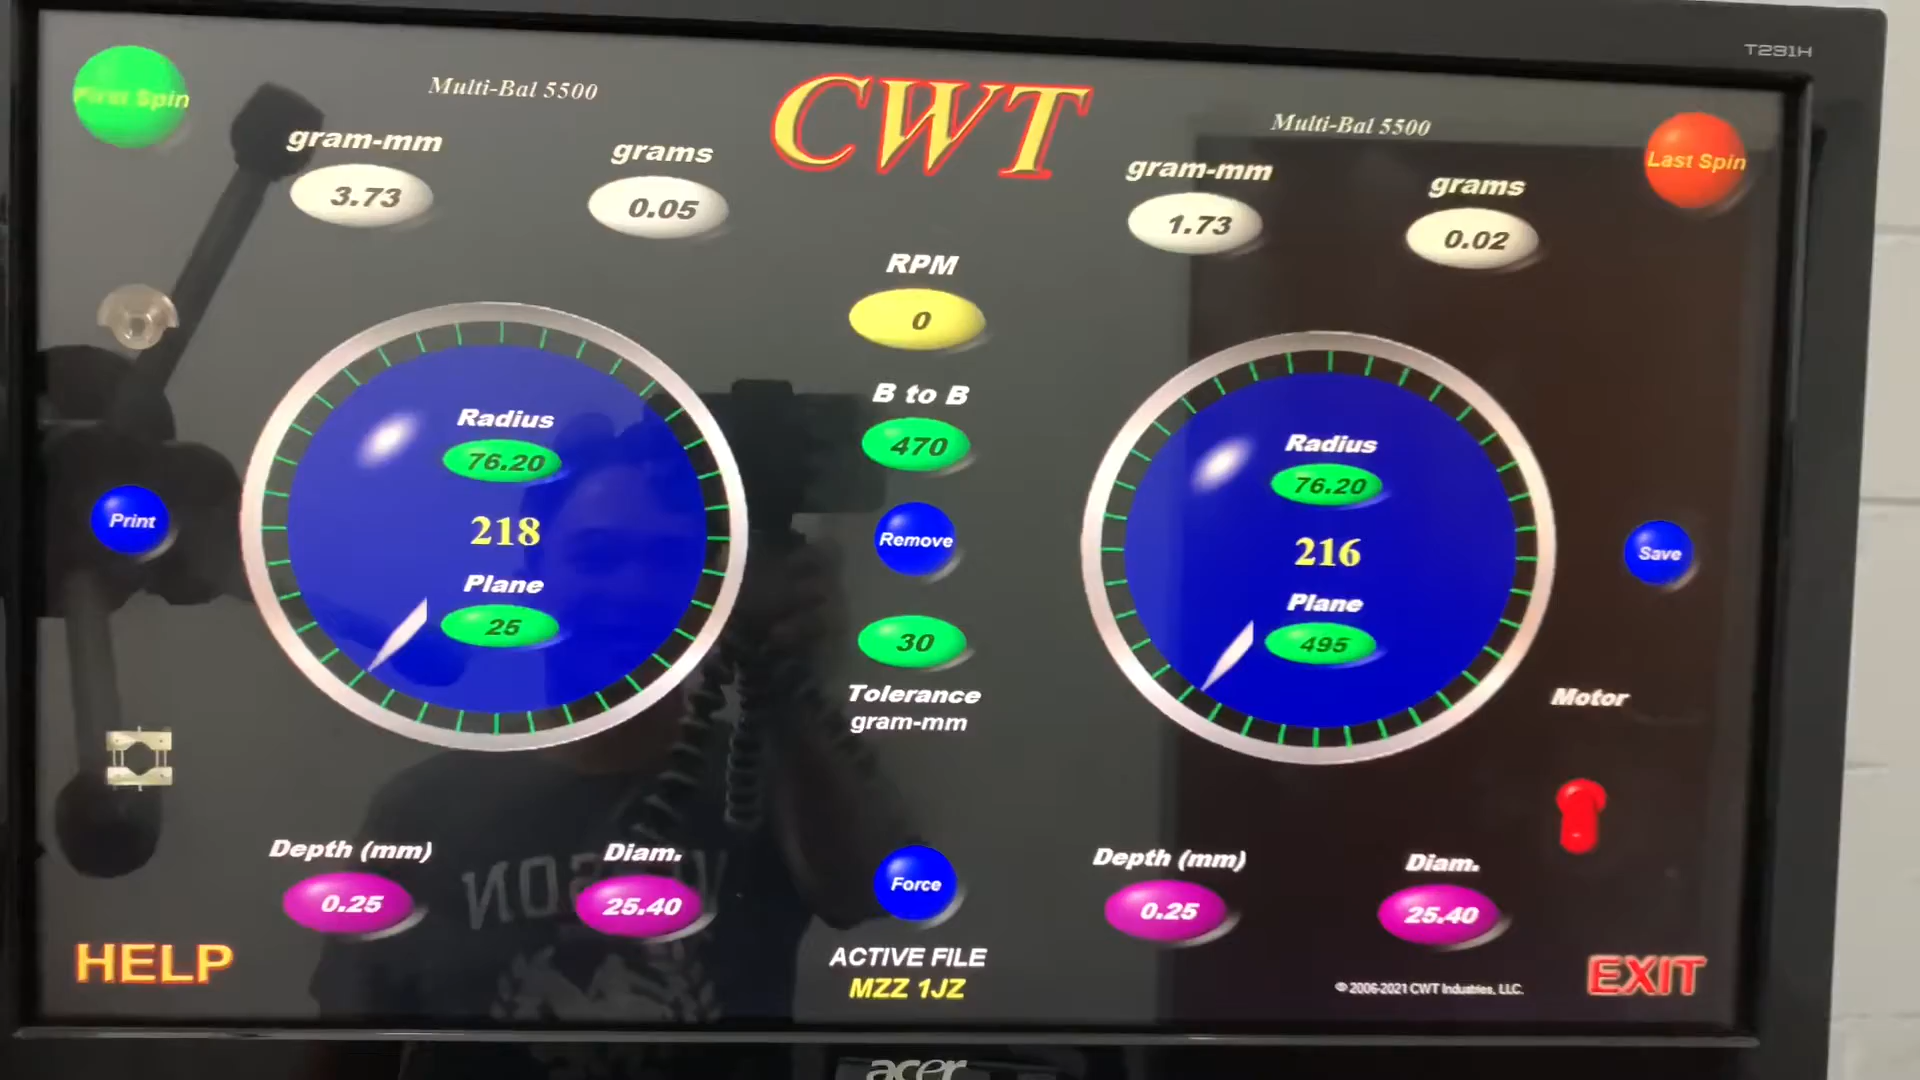 T231H
First Spin
Multi-Bal 5500
CWT
Multi-Bal 5500
Last Spin
gram-mm
3.73
grams
0.05
gram-mm
1.73
grams
0.02
RPM
0
B to B
470
Radius
76.20
218
Plane
25
Radius
76.20
216
Plane
495
Print
Remove
Save
30
Tolerance
gram-mm
Motor
Depth (mm)
0.25
Diam.
25.40
Force
Depth (mm)
0.25
Diam.
25.40
HELP
ACTIVE FILE
MZZ 1JZ
© 2006-2021 CWT Industries, LLC.
EXIT
acer